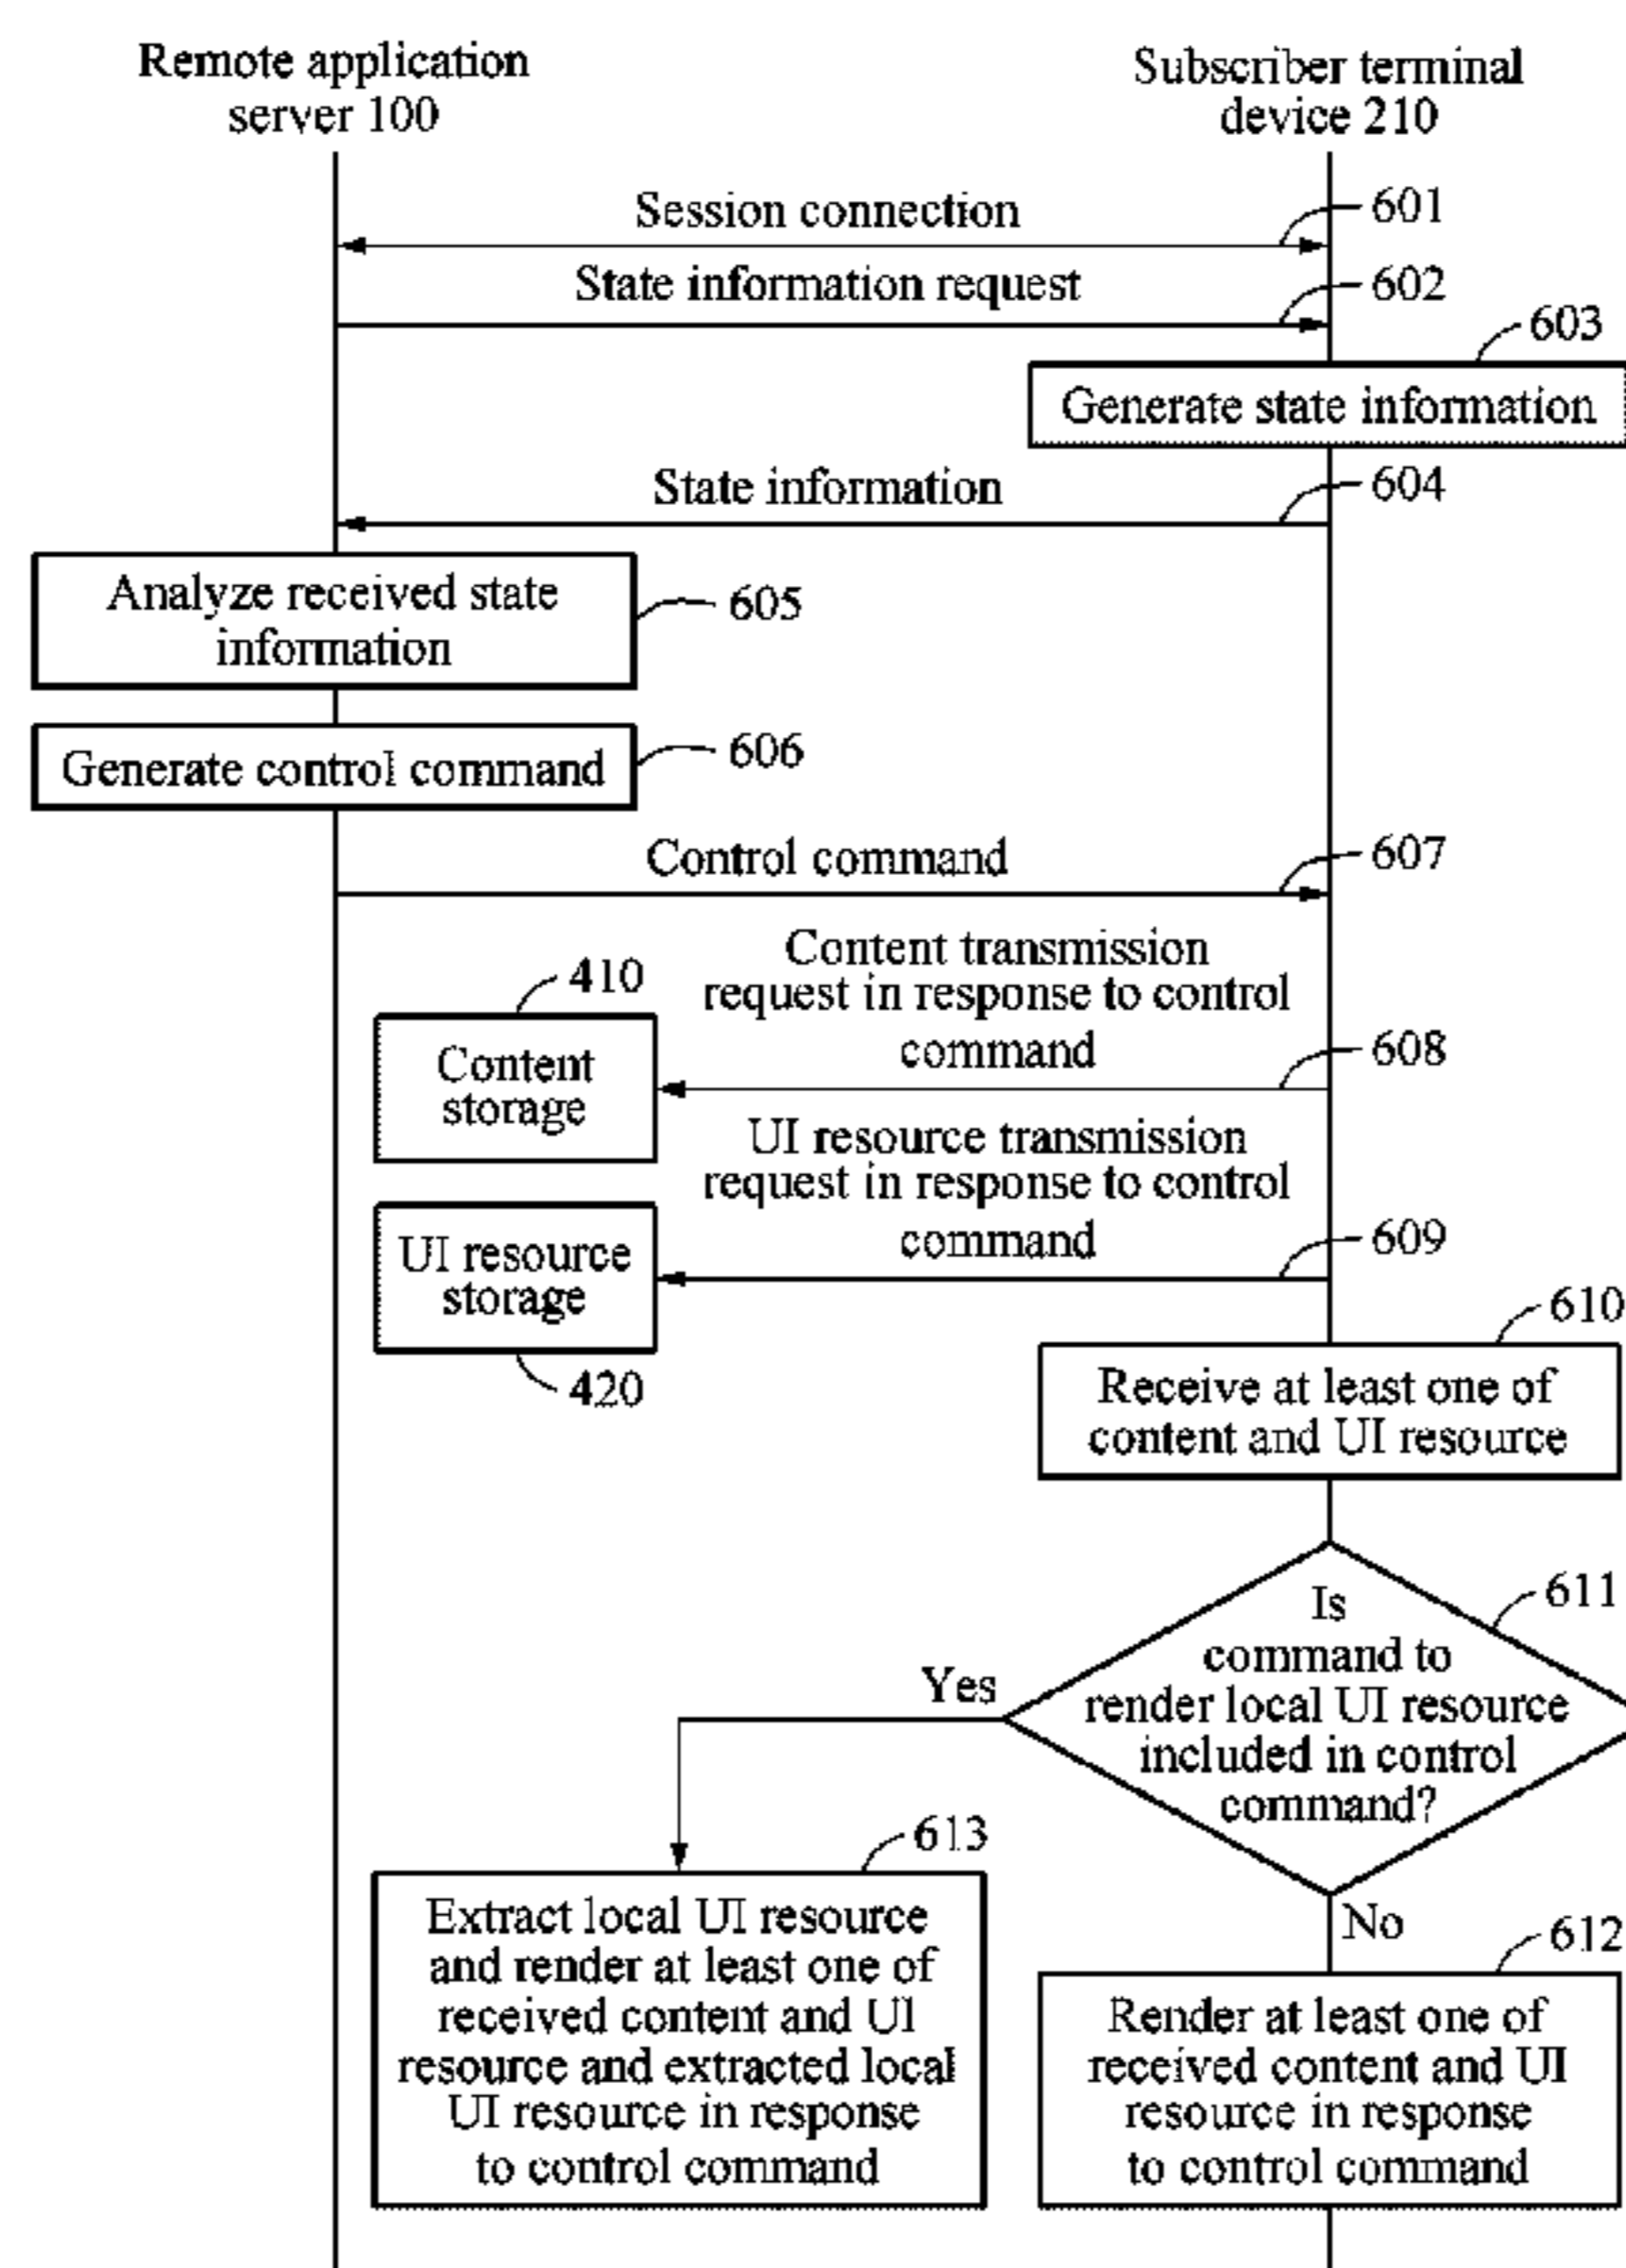 Remote application
server 100
Subscriber terminal
device 210
Session connection
601
State information request
602
603
Generate state information
State information
604
Analyze received state
information
605
Generate control command
606
Control command
607
Content transmission
request in response to control
command
608
410
Content
storage
UI resource transmission
request in response to control
command
609
UI resource
storage
420
610
Receive at least one of
content and UI resource
611
Is
command to
render local UI resource
included in control
command?
Yes
No
613
Extract local UI resource
and render at least one of
received content and UI
resource and extracted local
UI resource in response
to control command
612
Render at least one of
received content and UI
resource in response
to control command